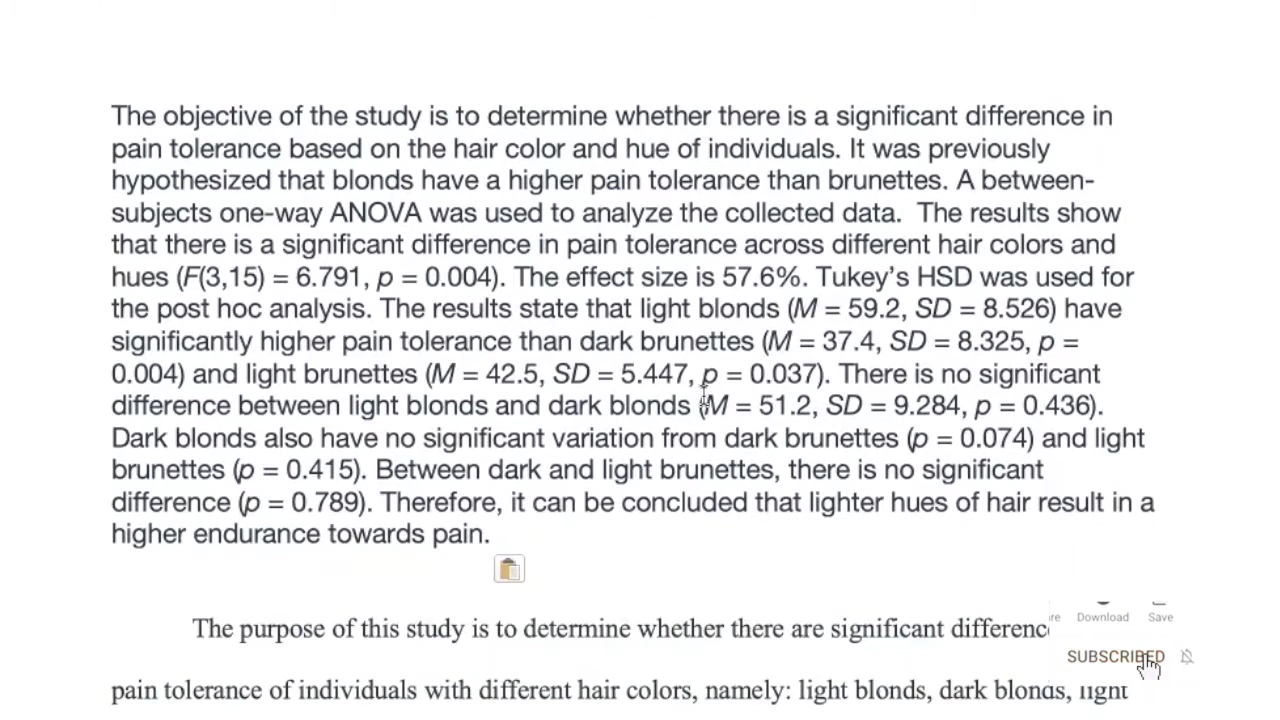 The objective of the study is to determine whether there is a significant difference in
pain tolerance based on the hair color and hue of individuals. It was previously
hypothesized that blonds have a higher pain tolerance than brunettes. A between-
subjects one-way ANOVA was used to analyze the collected data.  The results show
that there is a significant difference in pain tolerance across different hair colors and
hues (F(3,15) = 6.791, p = 0.004). The effect size is 57.6%. Tukey’s HSD was used for
the post hoc analysis. The results state that light blonds (M = 59.2, SD = 8.526) have
significantly higher pain tolerance than dark brunettes (M = 37.4, SD = 8.325, p =
0.004) and light brunettes (M = 42.5, SD = 5.447, p = 0.037). There is no significant
difference between light blonds and dark blonds (M = 51.2, SD = 9.284, p = 0.436).
Dark blonds also have no significant variation from dark brunettes (p = 0.074) and light
brunettes (p = 0.415). Between dark and light brunettes, there is no significant
difference (p = 0.789). Therefore, it can be concluded that lighter hues of hair result in a
higher endurance towards pain.
The purpose of this study is to determine whether there are significant differenc
re Download Save
SUBSCRIBED
pain tolerance of individuals with different hair colors, namely: light blonds, dark blonds, light